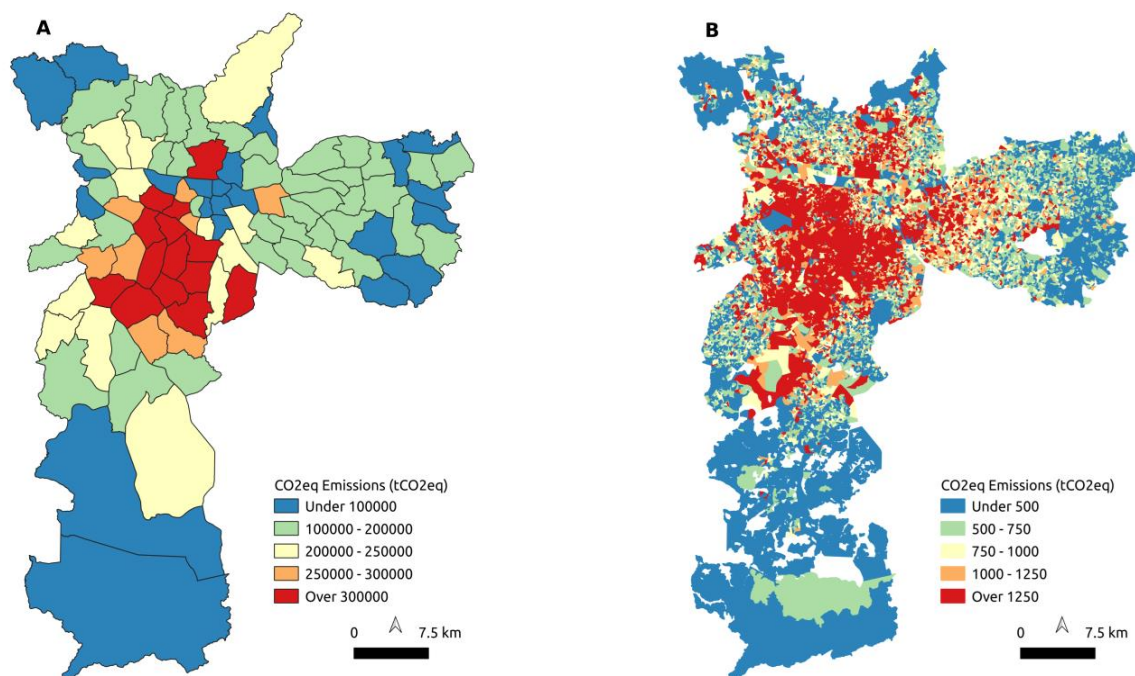 A
CO2eq Emissions (tCO2eq)
Under 100000
100000 - 200000
200000 - 250000
250000 - 300000
Over 300000
0 7.5 km
B
CO2eq Emissions (tCO2eq)
Under 500
500 - 750
750 - 1000
1000 - 1250
Over 1250
0 7.5 km